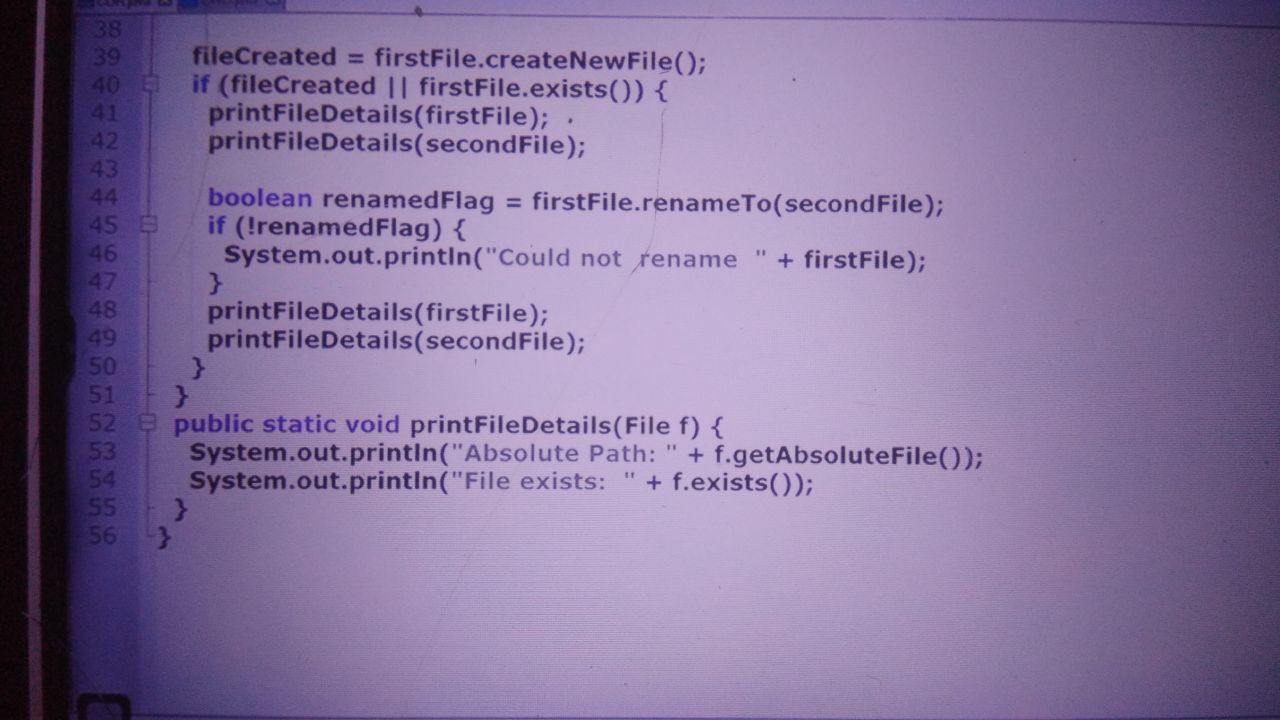 38
39 fileCreated = firstFile.createNewFile();
40 if (fileCreated || firstFile.exists()) {
41 printFileDetails(firstFile);
42 printFileDetails(secondFile);
43
44 boolean renamedFlag = firstFile.renameTo(secondFile);
45 if (!renamedFlag) {
46 System.out.println("Could not rename " + firstFile);
47 }
48 printFileDetails(firstFile);
49 printFileDetails(secondFile);
50 }
51 }
52 public static void printFileDetails(File f) {
53 System.out.println("Absolute Path: " + f.getAbsoluteFile());
54 System.out.println("File exists: " + f.exists());
55 }
56 }